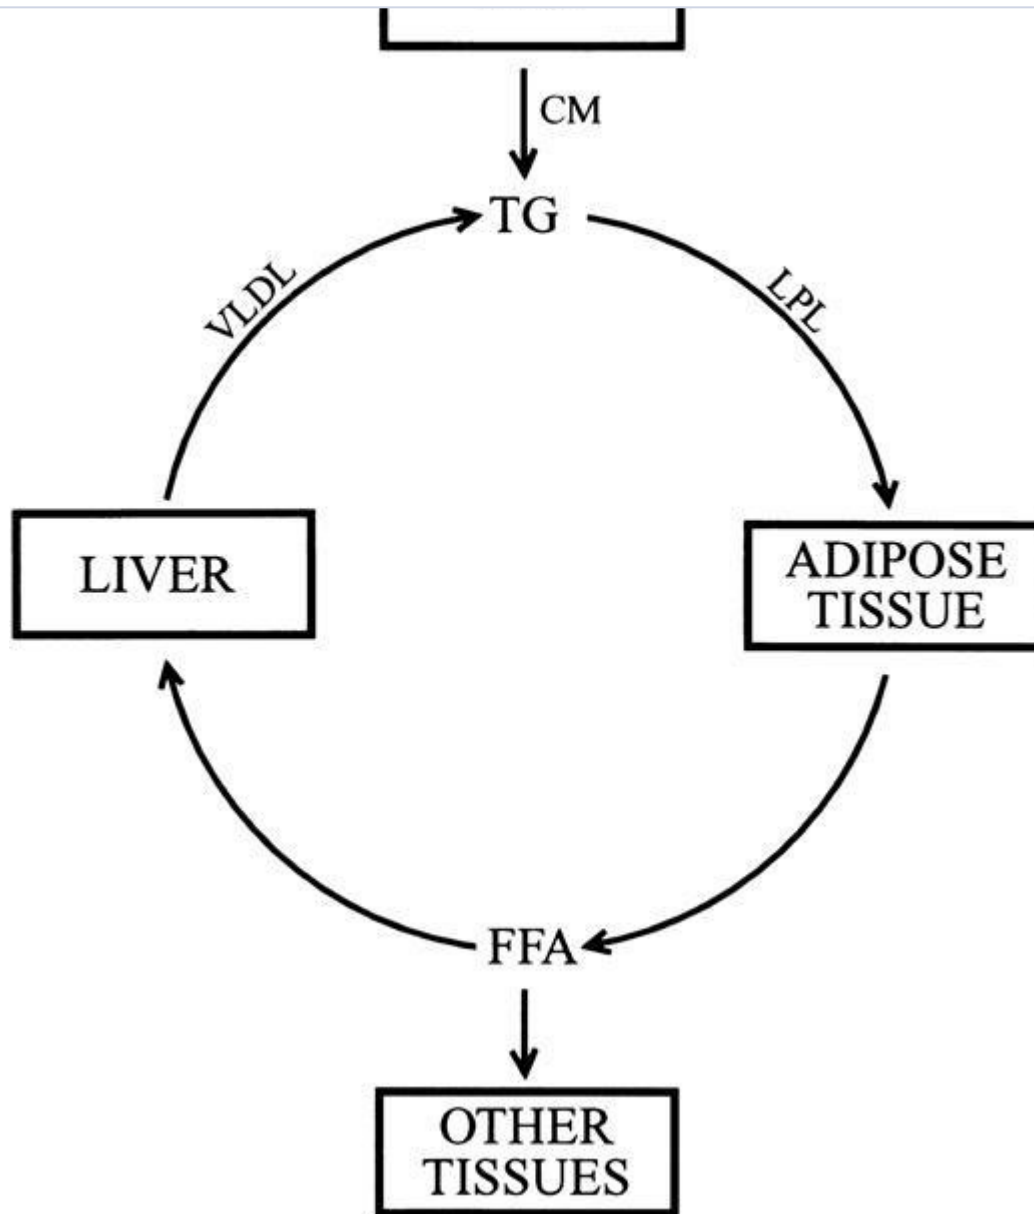 CM
TG
VLDL
LPL
LIVER
ADIPOSE
TISSUE
FFA
OTHER
TISSUES